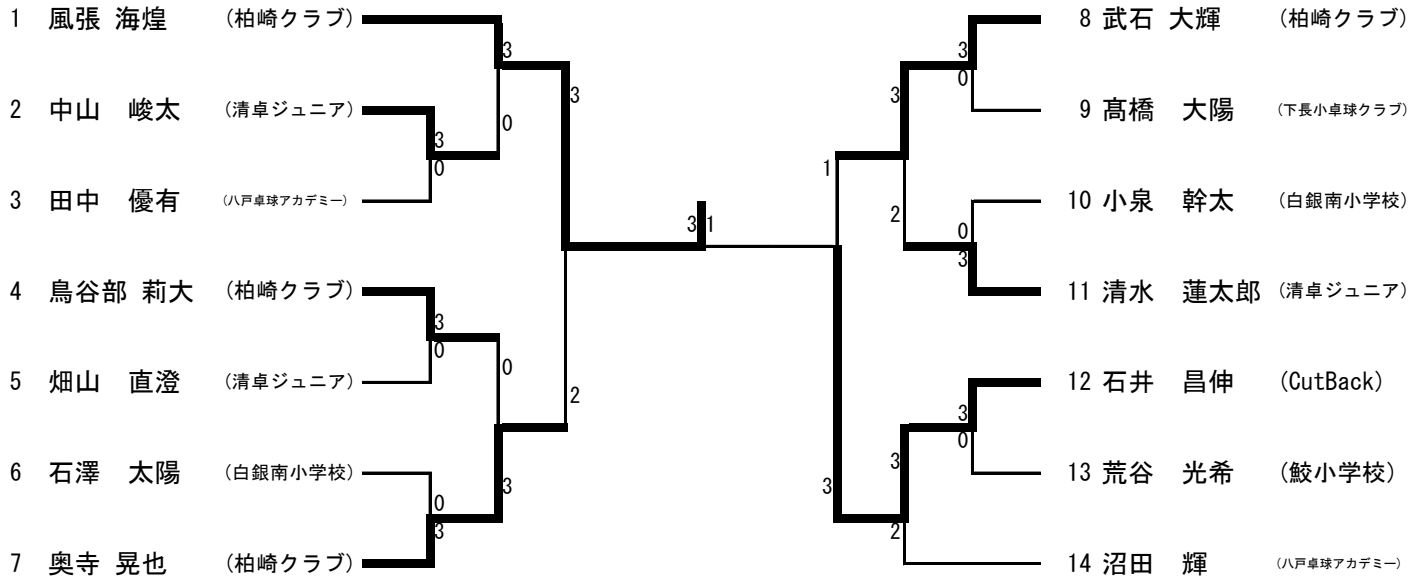 1 風張 海煌 (柏崎クラブ)
2 中山 峻太 (清卓ジュニア)
3 田中 優有 (八戸卓球アカデミー)
4 鳥谷部 莉大 (柏崎クラブ)
5 畑山 直澄 (清卓ジュニア)
6 石澤 太陽 (白銀南小学校)
7 奥寺 晃也 (柏崎クラブ)
3
0
3
0
3
0
0
3
0
3
3
2
3 1
1
3
3
2
3
2
3
0
0
3
3
0
8 武石 大輝 (柏崎クラブ)
9 髙橋 大陽 (下長小卓球クラブ)
10 小泉 幹太 (白銀南小学校)
11 清水 蓮太郎 (清卓ジュニア)
12 石井 昌伸 (CutBack)
13 荒谷 光希 (鮫小学校)
14 沼田 輝 (八戸卓球アカデミー)